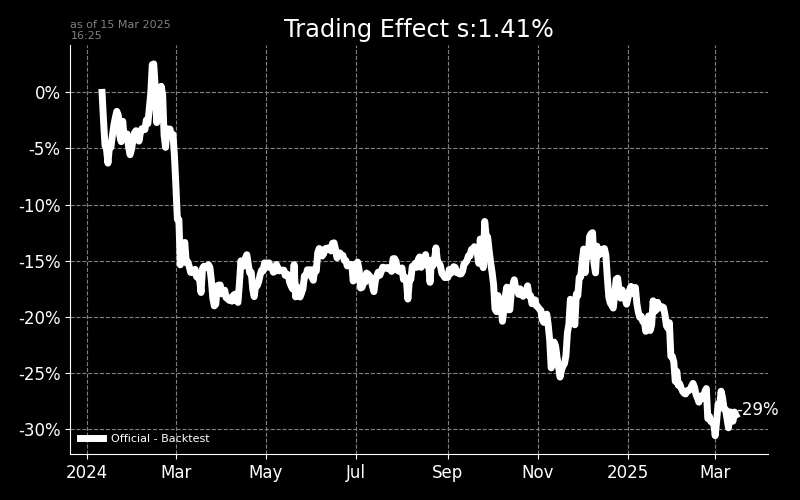 as of 15 Mar 2025
16:25
Trading Effect s:1.41%
0%
-5%
-10%
-15%
-20%
-25%
-30%
-29%
Official - Backtest
2024 Mar May Jul Sep Nov 2025 Mar